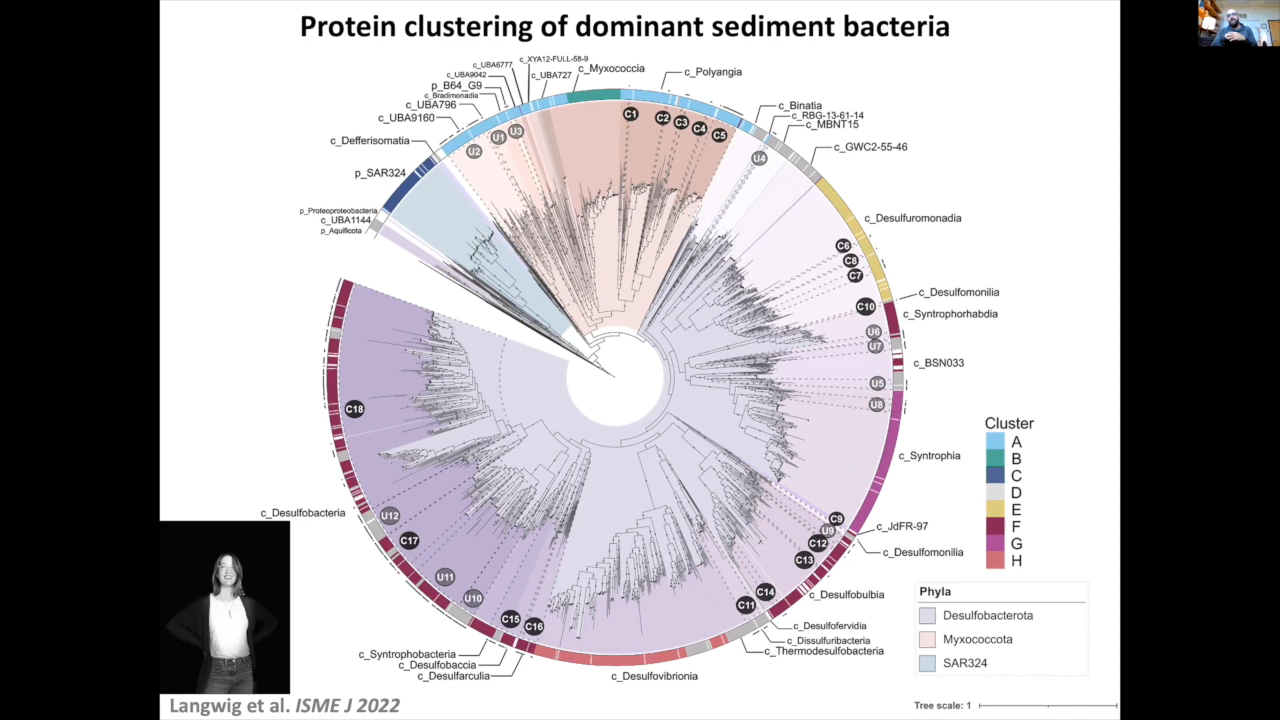 Protein clustering of dominant sediment bacteria
c_XYA12-FULL-58-9
c_UBA6777
c_Myxococcia
c_Polyangia
c_UBA9042
c_UBA727
p_B64_G9
c_Bradimonadia
c_UBA796
c_UBA9160
c_Binatia
c_RBG-13-61-14
c_MBNT15
c_Defferisomatia
c_GWC2-55-46
p_SAR324
p_Proteoproteobacteria
c_UBA1144
p_Aquificota
c_Desulfuromonadia
c_Desulfomonilia
c_Syntrophorhabdia
c_BSN033
c_Syntrophia
c_JdFR-97
c_Desulfomonilia
c_Desulfobulbia
c_Desulfofervidia
c_Dissuribacteria
c_Thermodesulfobacteria
c_Desulfovibrionia
c_Desulfarculia
c_Desulfobaccia
c_Syntrophobacteria
c_Desulfobacteria
C1
C2
C3
C4
C5
U1
U2
U3
U4
C6
C8
C7
C10
U6
U7
U5
U8
C9
U9
C12
C13
C14
C11
C16
C15
U10
U11
C17
U12
C18
Cluster
A
B
C
D
E
F
G
H
Phyla
Desulfobacterota
Myxococcota
SAR324
Tree scale: 1
Langwig et al. ISME J 2022